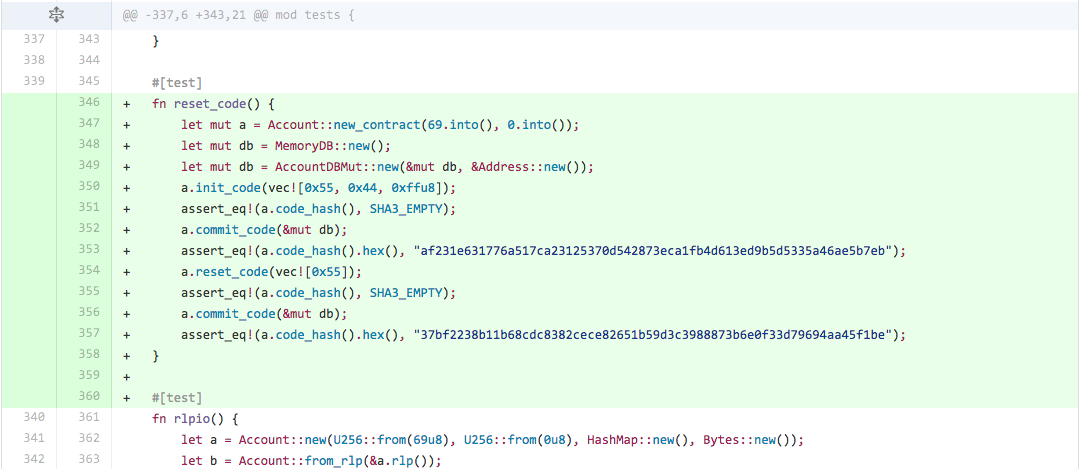 @@ -337,6 +343,21 @@ mod tests {
337 343 }
338 344
339 345 #[test]
346 + fn reset_code() {
347 + let mut a = Account::new_contract(69.into(), 0.into());
348 + let mut db = MemoryDB::new();
349 + let mut db = AccountDBMut::new(&mut db, &Address::new());
350 + a.init_code(vec![0x55, 0x44, 0xffu8]);
351 + assert_eq!(a.code_hash(), SHA3_EMPTY);
352 + a.commit_code(&mut db);
353 + assert_eq!(a.code_hash().hex(), "af231e631776a517ca23125370d542873eca1fb4d613ed9b5d5335a46ae5b7eb");
354 + a.reset_code(vec![0x55]);
355 + assert_eq!(a.code_hash(), SHA3_EMPTY);
356 + a.commit_code(&mut db);
357 + assert_eq!(a.code_hash().hex(), "37bf2238b11b68cdc8382cece82651b59d3c3988873b6e0f33d79694aa45f1be");
358 + }
359 +
360 + #[test]
340 361 fn rlpio() {
341 362 let a = Account::new(U256::from(69u8), U256::from(0u8), HashMap::new(), Bytes::new());
342 363 let b = Account::from_rlp(&a.rlp());